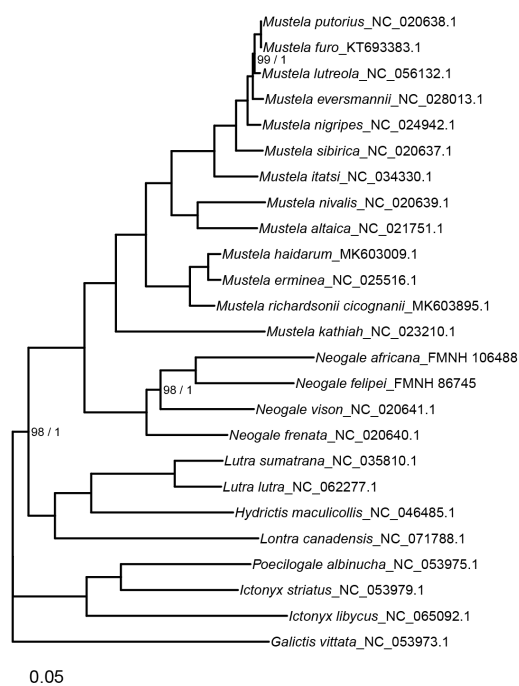 Mustela putorius_NC_020638.1
Mustela furo_KT693383.1
99 / 1
Mustela lutreola_NC_056132.1
Mustela eversmannii_NC_028013.1
Mustela nigripes_NC_024942.1
Mustela sibirica_NC_020637.1
Mustela itatsi_NC_034330.1
Mustela nivalis_NC_020639.1
Mustela altaica_NC_021751.1
Mustela haidarum_MK603009.1
Mustela erminea_NC_025516.1
Mustela richardsonii cicognanii_MK603895.1
Mustela kathiah_NC_023210.1
Neogale africana_FMNH 106488
Neogale felipei_FMNH 86745
98 / 1
Neogale vison_NC_020641.1
98 / 1
Neogale frenata_NC_020640.1
Lutra sumatrana_NC_035810.1
Lutra lutra_NC_062277.1
Hydrictis maculicollis_NC_046485.1
Lontra canadensis_NC_071788.1
Poecilogale albinucha_NC_053975.1
Ictonyx striatus_NC_053979.1
Ictonyx libycus_NC_065092.1
Galictis vittata_NC_053973.1
0.05